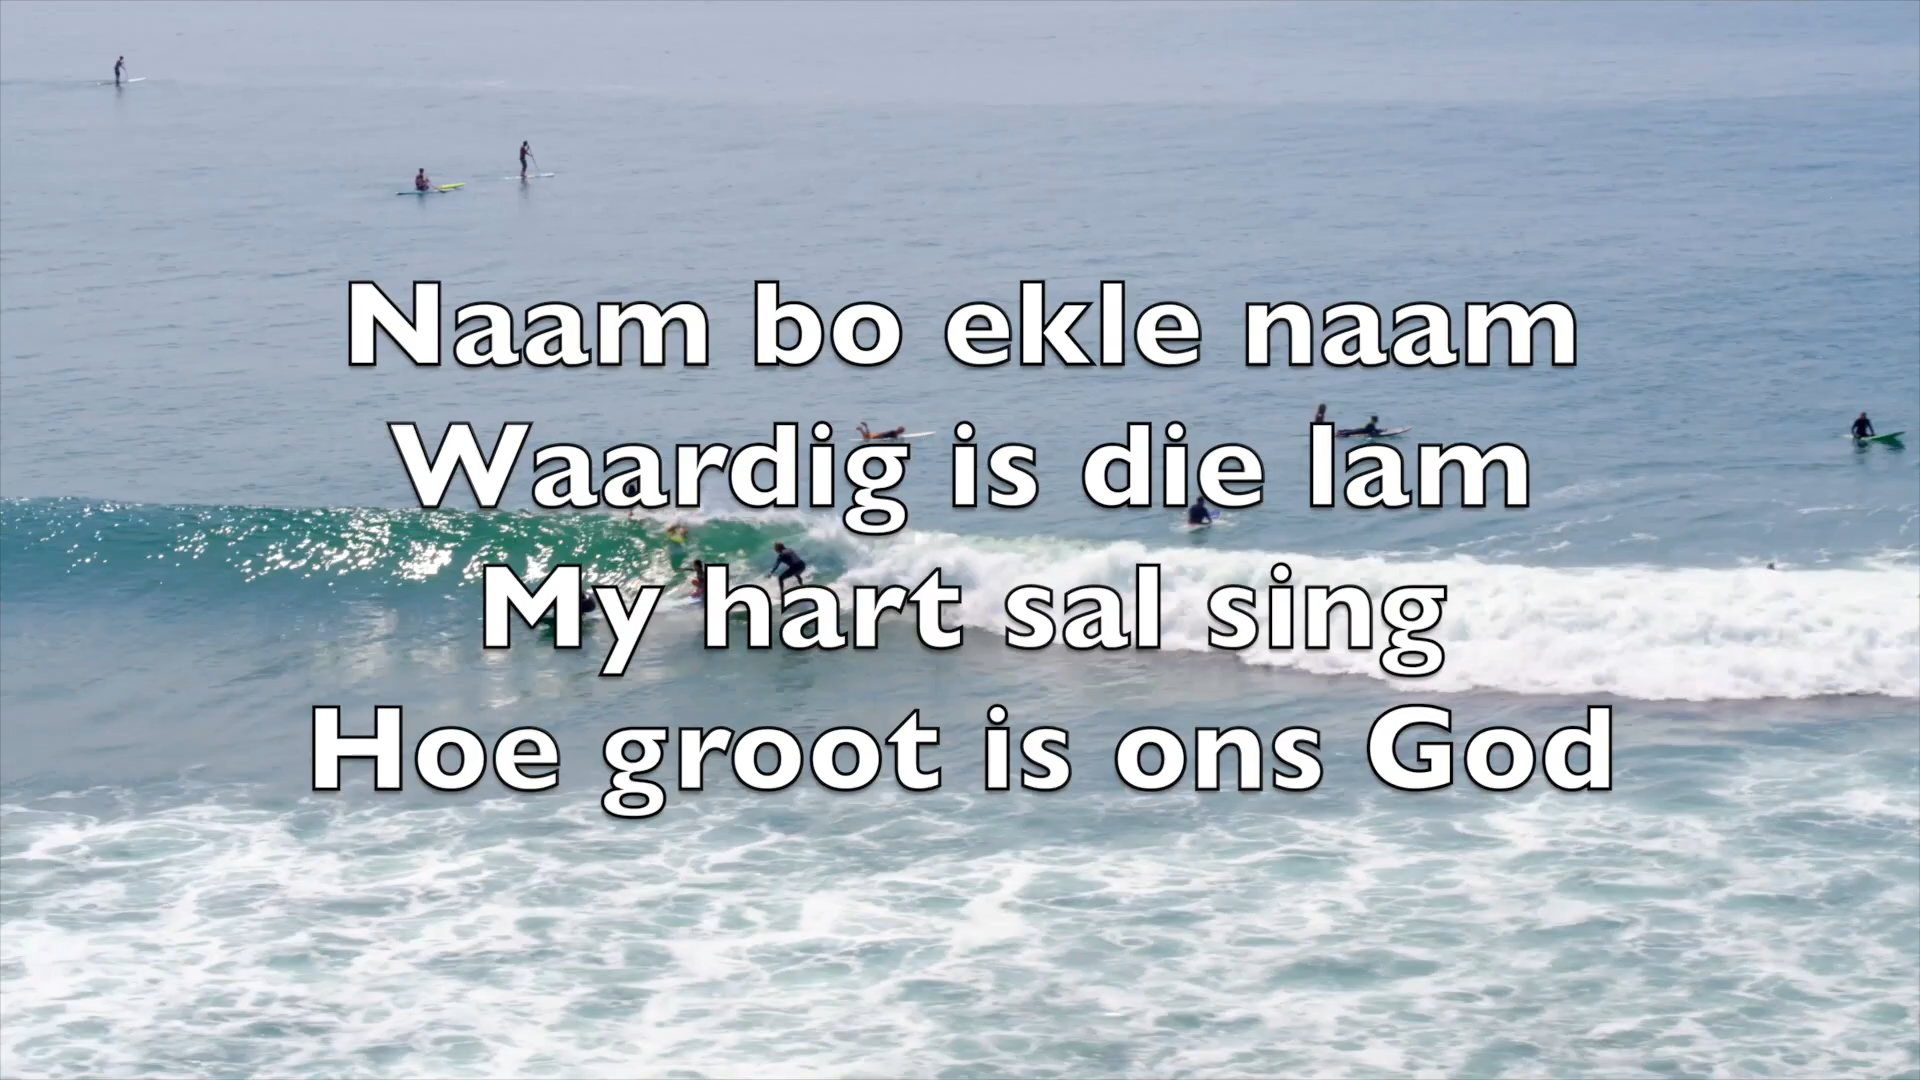 Naam bo ekle naam
Waardig is die lam
My hart sal sing
Hoe groot is ons God